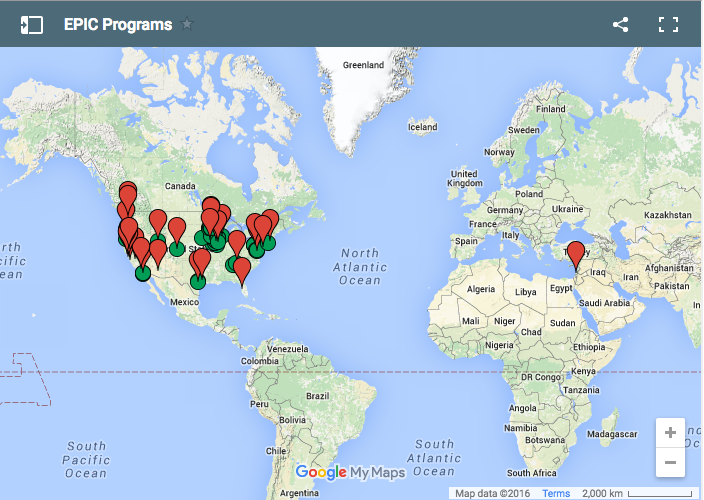 EPIC Programs
Greenland
Iceland
Finland
Sweden
Norway
Canada
United
Kingdom
Poland
Germany
Ukraine
France
Kazakhstan
Italy
Spain
North
Atlantic
Ocean
Iraq
Iran
Afghanistan
Pakistan
Algeria
Libya
Egypt
Saudi Arabia
Mexico
Mali
Niger
Chad
Sudan
Nigeria
Ethiopia
Venezuela
Colombia
Kenya
DR Congo
Tanzania
Peru
Brazil
Angola
Bolivia
Namibia
Botswana
Madagascar
South
Pacific
Ocean
Chile
South
Atlantic
Ocean
South Africa
Argentina
Google My Maps
Map data ©2016 Terms 2,000 km